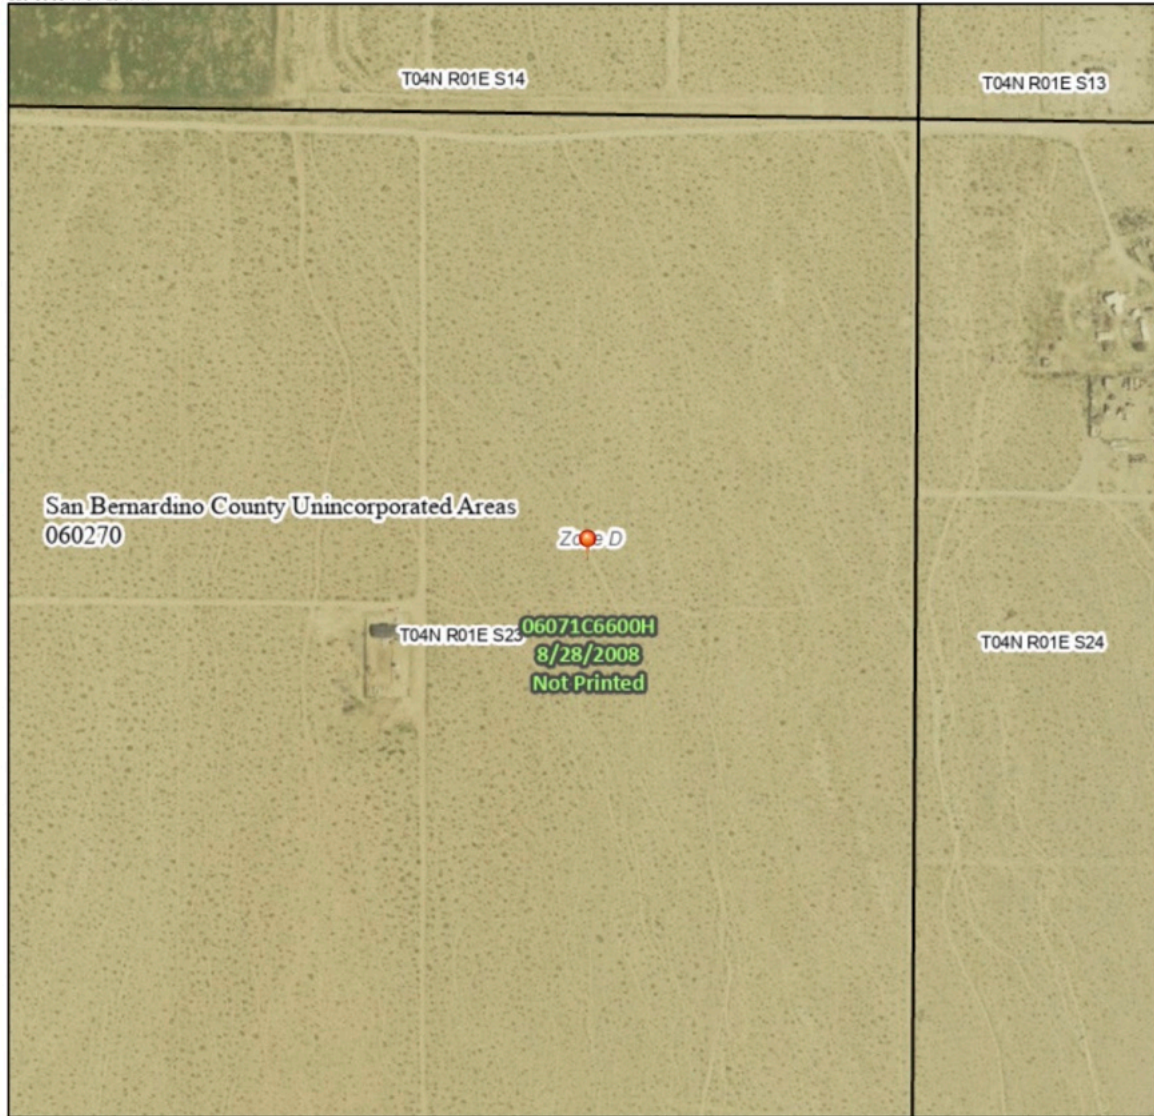 T04N R01E S14
T04N R01E S13
San Bernardino County Unincorporated Areas
060270
Zone D
T04N R01E S23
06071C6600H
8/28/2008
Not Printed
T04N R01E S24